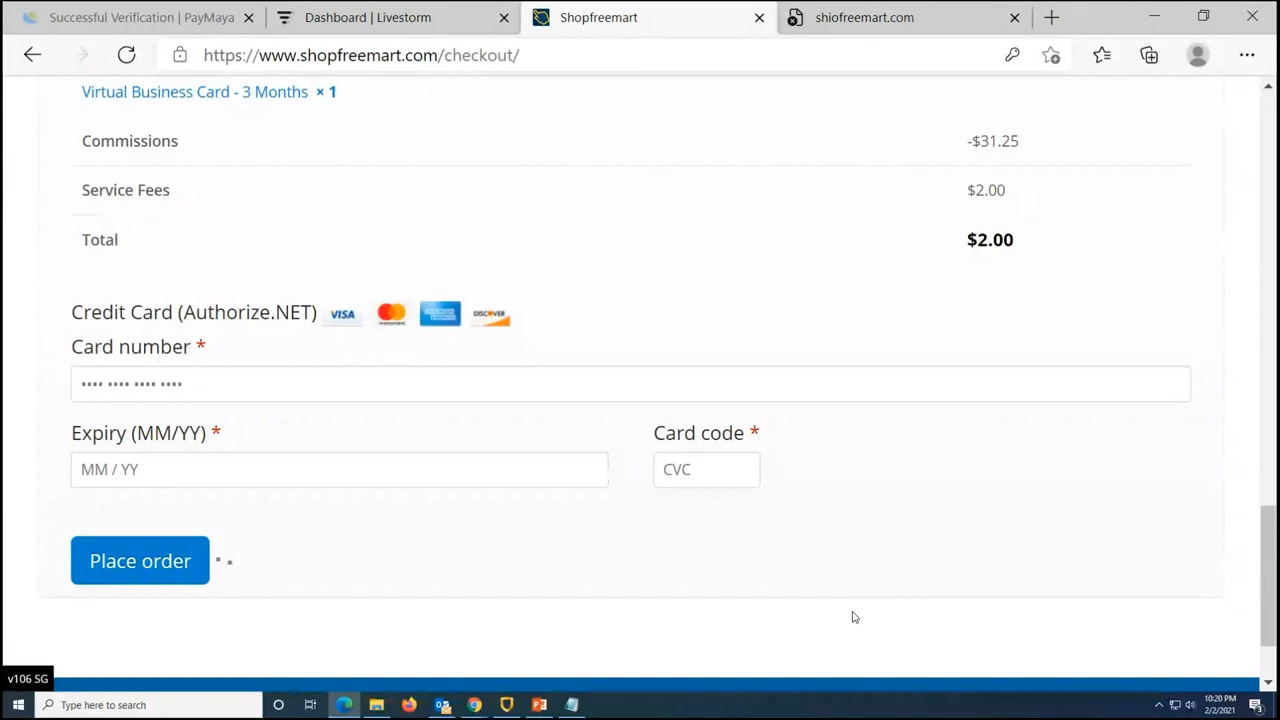 Successful Verification | PayMaya
Dashboard | Livestorm
Shopfreemart
shiofreemart.com
https://www.shopfreemart.com/checkout/
Virtual Business Card - 3 Months × 1
Commissions -$31.25
Service Fees $2.00
Total $2.00
Credit Card (Authorize.NET) VISA mastercard DISCOVER
Card number *
•••• •••• •••• ••••
Expiry (MM/YY) * Card code *
MM / YY CVC
Place order
v106 SG
Type here to search
10:20 PM
2/2/2021
3